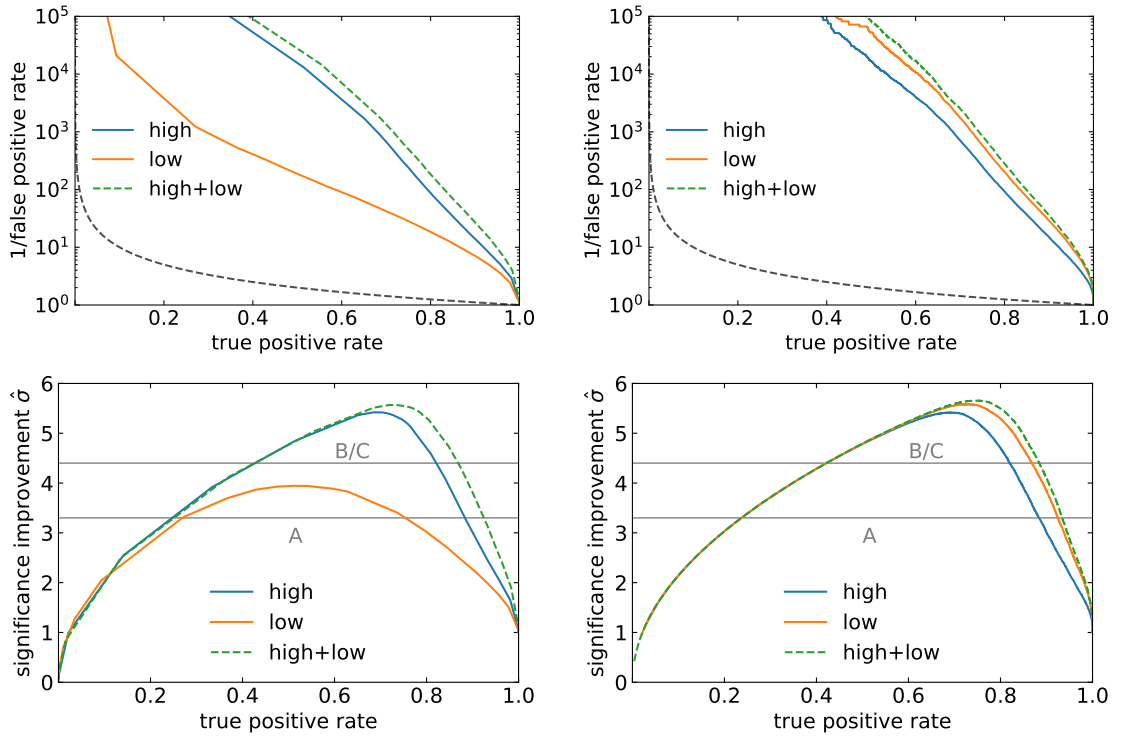 10^5
10^4
10^3
10^2
10^1
10^0
1/false positive rate
high
low
high+low
0.2 0.4 0.6 0.8 1.0
true positive rate
10^5
10^4
10^3
10^2
10^1
10^0
1/false positive rate
high
low
high+low
0.2 0.4 0.6 0.8 1.0
true positive rate
6
5
4
3
2
1
0
significance improvement σ̂
B/C
A
high
low
high+low
0.2 0.4 0.6 0.8 1.0
true positive rate
6
5
4
3
2
1
0
significance improvement σ̂
B/C
A
high
low
high+low
0.2 0.4 0.6 0.8 1.0
true positive rate